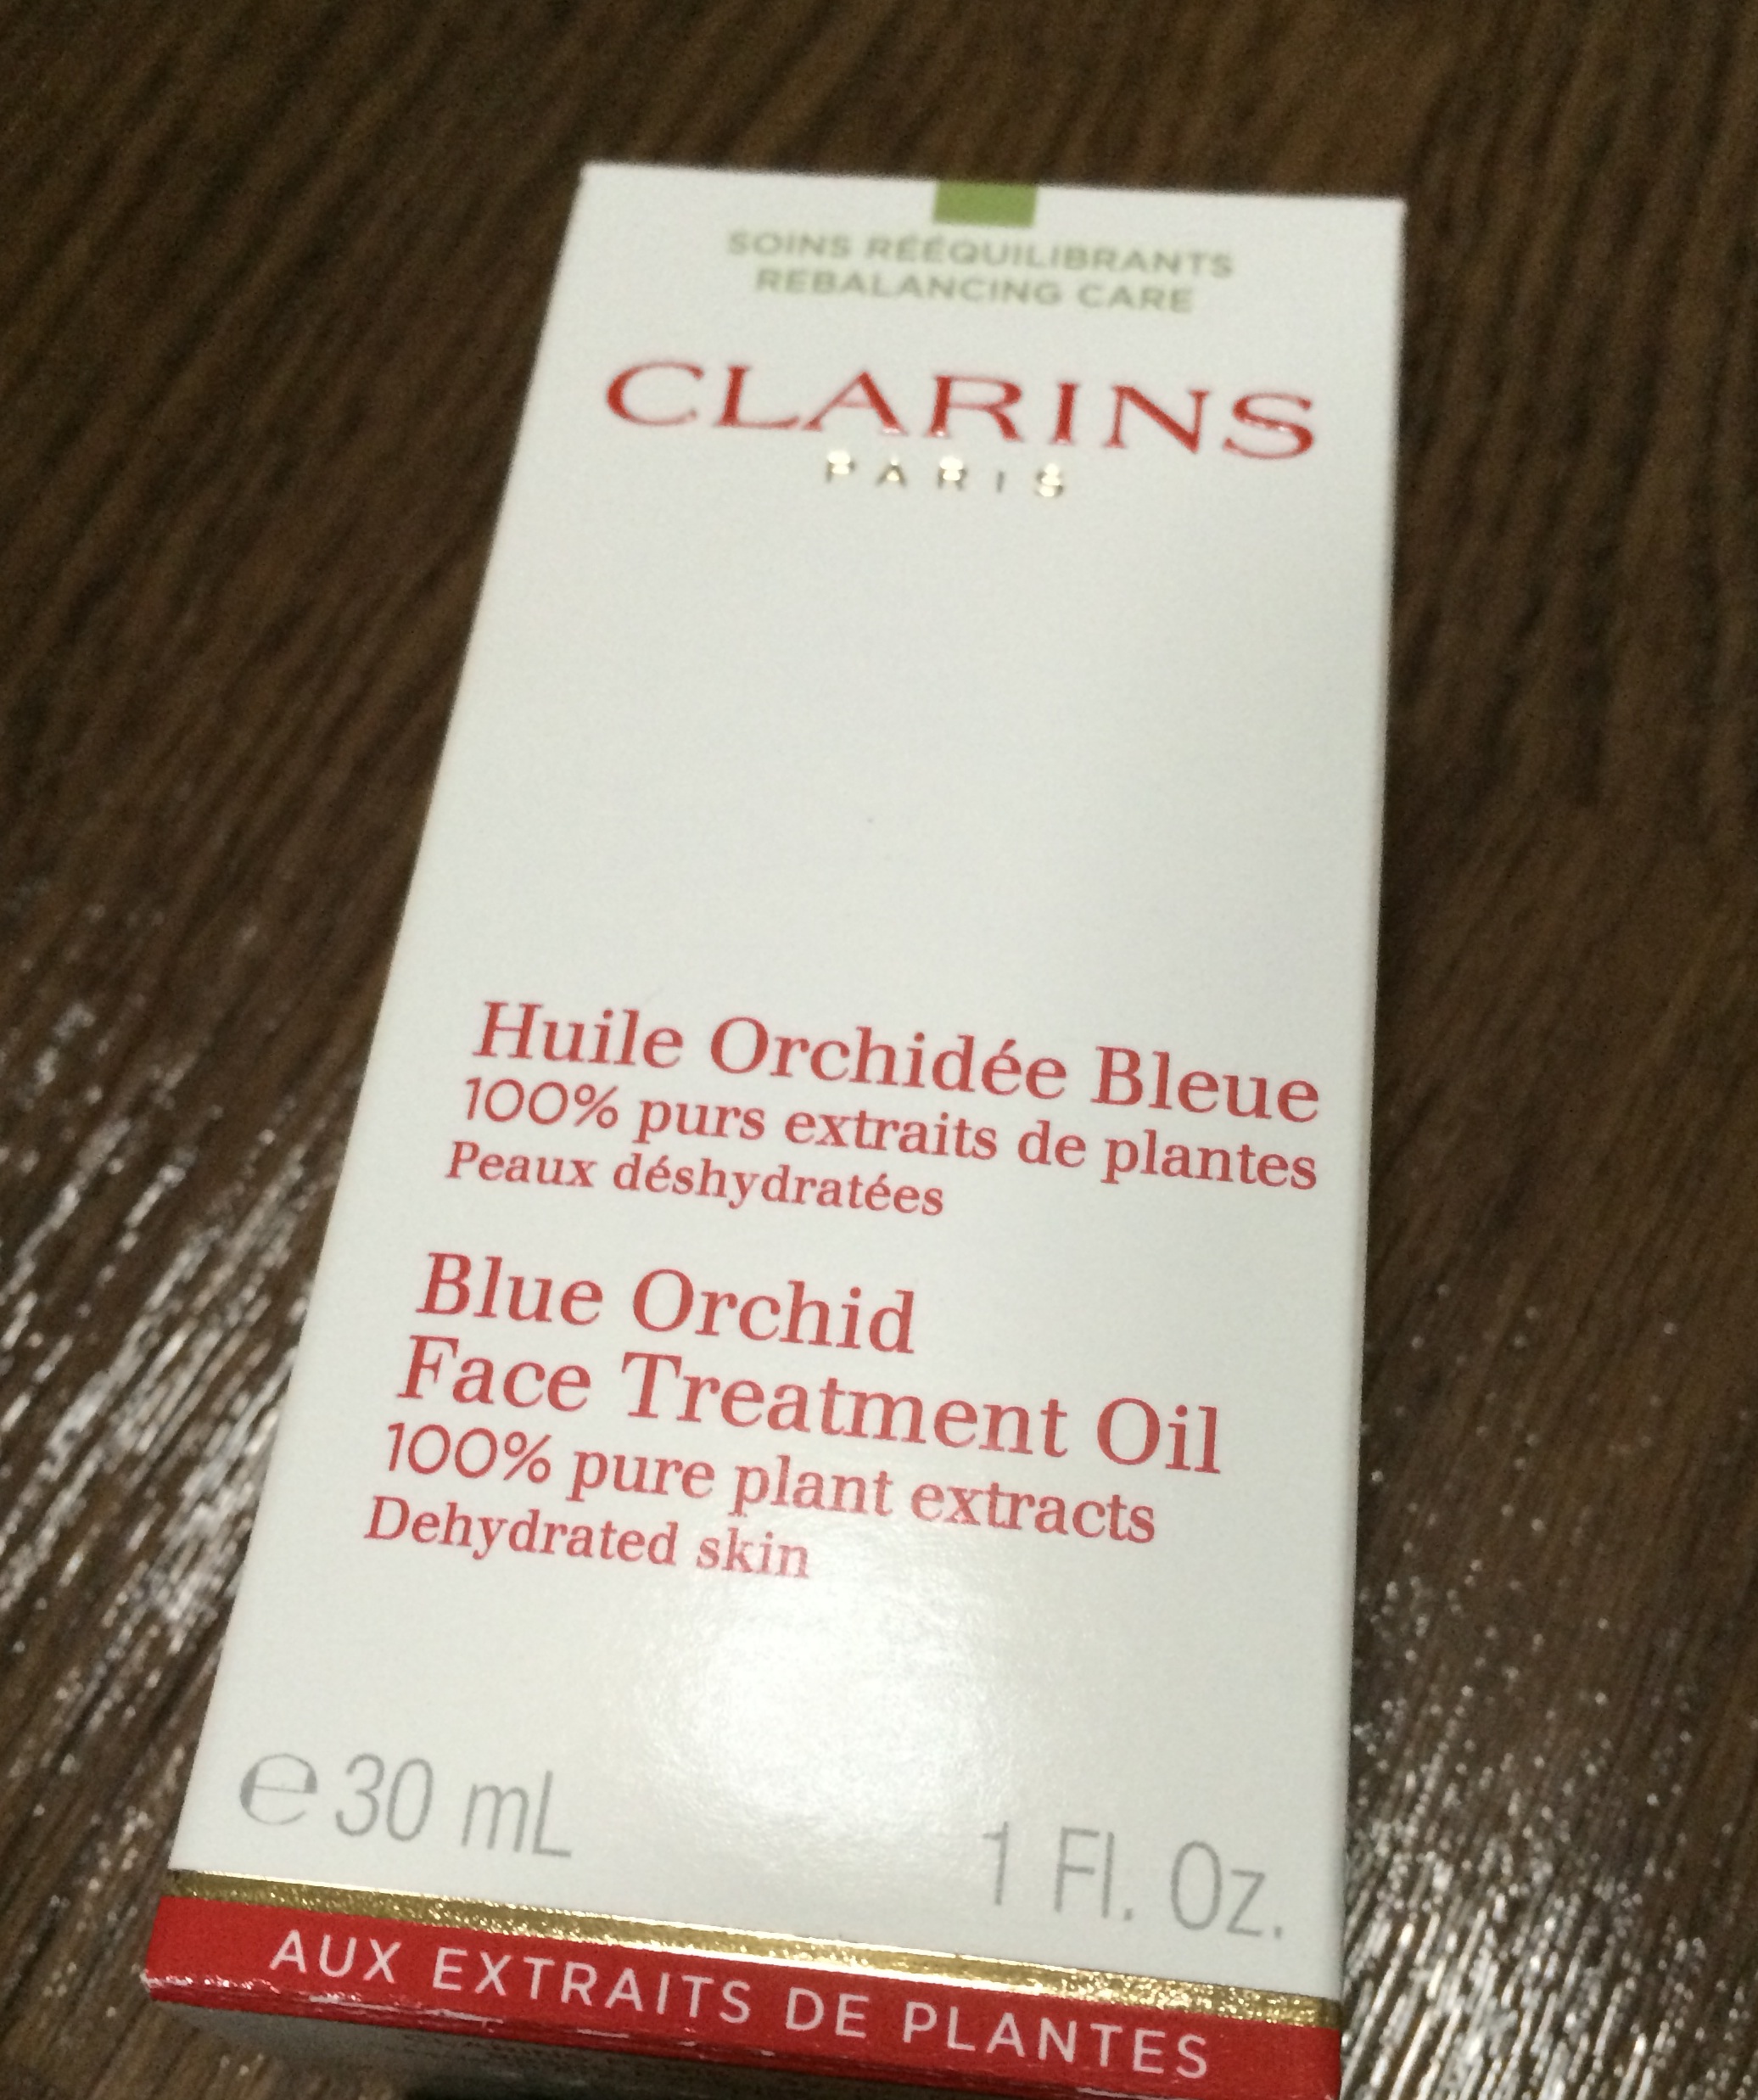 SOINS RÉÉQUILIBRANTS
REBALANCING CARE
CLARINS
PARIS
Huile Orchidée Bleue
100% purs extraits de plantes
Peaux déshydratées
Blue Orchid
Face Treatment Oil
100% pure plant extracts
Dehydrated skin
℮ 30 mL 1 Fl. Oz.
AUX EXTRAITS DE PLANTES